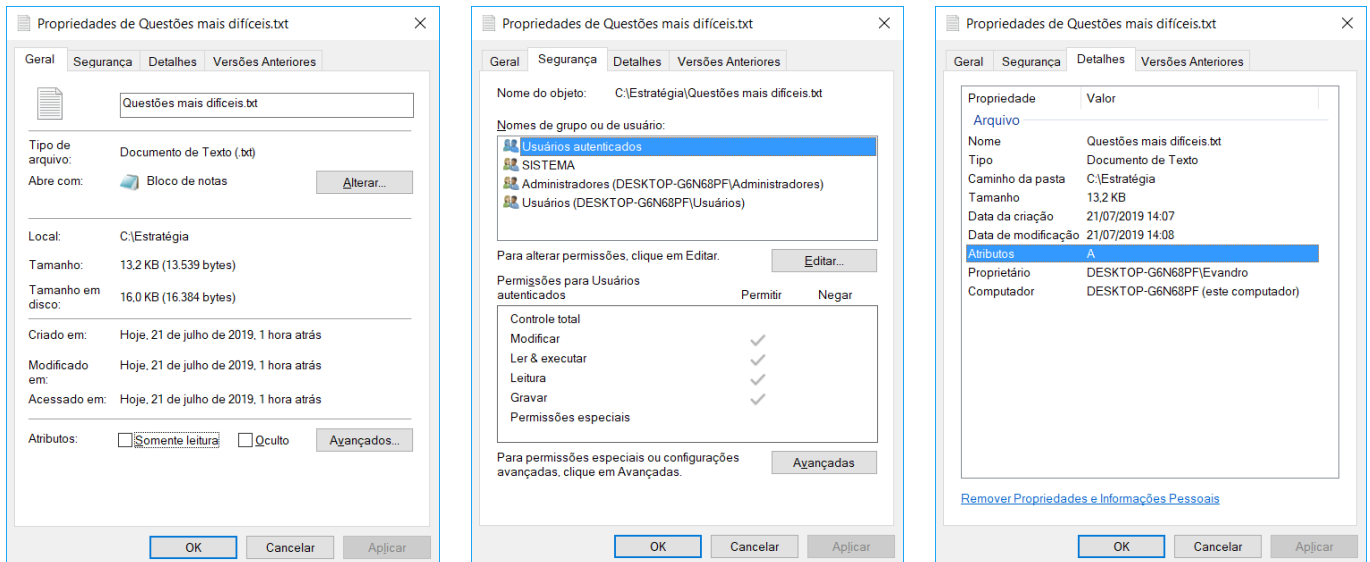 Propriedades de Questões mais difíceis.txt
Geral Segurança Detalhes Versões Anteriores
Questões mais difíceis.txt
Tipo de
arquivo:
Documento de Texto (.txt)
Abre com: Bloco de notas Alterar...
Local: C:\Estratégia
Tamanho: 13,2 KB (13.539 bytes)
Tamanho em
disco:
16,0 KB (16.384 bytes)
Criado em: Hoje, 21 de julho de 2019, 1 hora atrás
Modificado
em:
Hoje, 21 de julho de 2019, 1 hora atrás
Acessado em: Hoje, 21 de julho de 2019, 1 hora atrás
Atributos: Somente leitura Oculto Avançados...
OK Cancelar Aplicar
Propriedades de Questões mais difíceis.txt
Geral Segurança Detalhes Versões Anteriores
Nome do objeto: C:\Estratégia\Questões mais difíceis.txt
Nomes de grupo ou de usuário:
Usuários autenticados
SISTEMA
Administradores (DESKTOP-G6N68PF\Administradores)
Usuários (DESKTOP-G6N68PF\Usuários)
Para alterar permissões, clique em Editar. Editar...
Permissões para Usuários
autenticados Permitir Negar
Controle total
Modificar
Ler & executar
Leitura
Gravar
Permissões especiais
Para permissões especiais ou configurações
avançadas, clique em Avançadas.
Avançadas
OK Cancelar Aplicar
Propriedades de Questões mais difíceis.txt
Geral Segurança Detalhes Versões Anteriores
Propriedade Valor
Arquivo
Nome Questões mais difíceis.txt
Tipo Documento de Texto
Caminho da pasta C:\Estratégia
Tamanho 13,2 KB
Data da criação 21/07/2019 14:07
Data de modificação 21/07/2019 14:08
Atributos A
Proprietário DESKTOP-G6N68PF\Evandro
Computador DESKTOP-G6N68PF (este computador)
Remover Propriedades e Informações Pessoais
OK Cancelar Aplicar